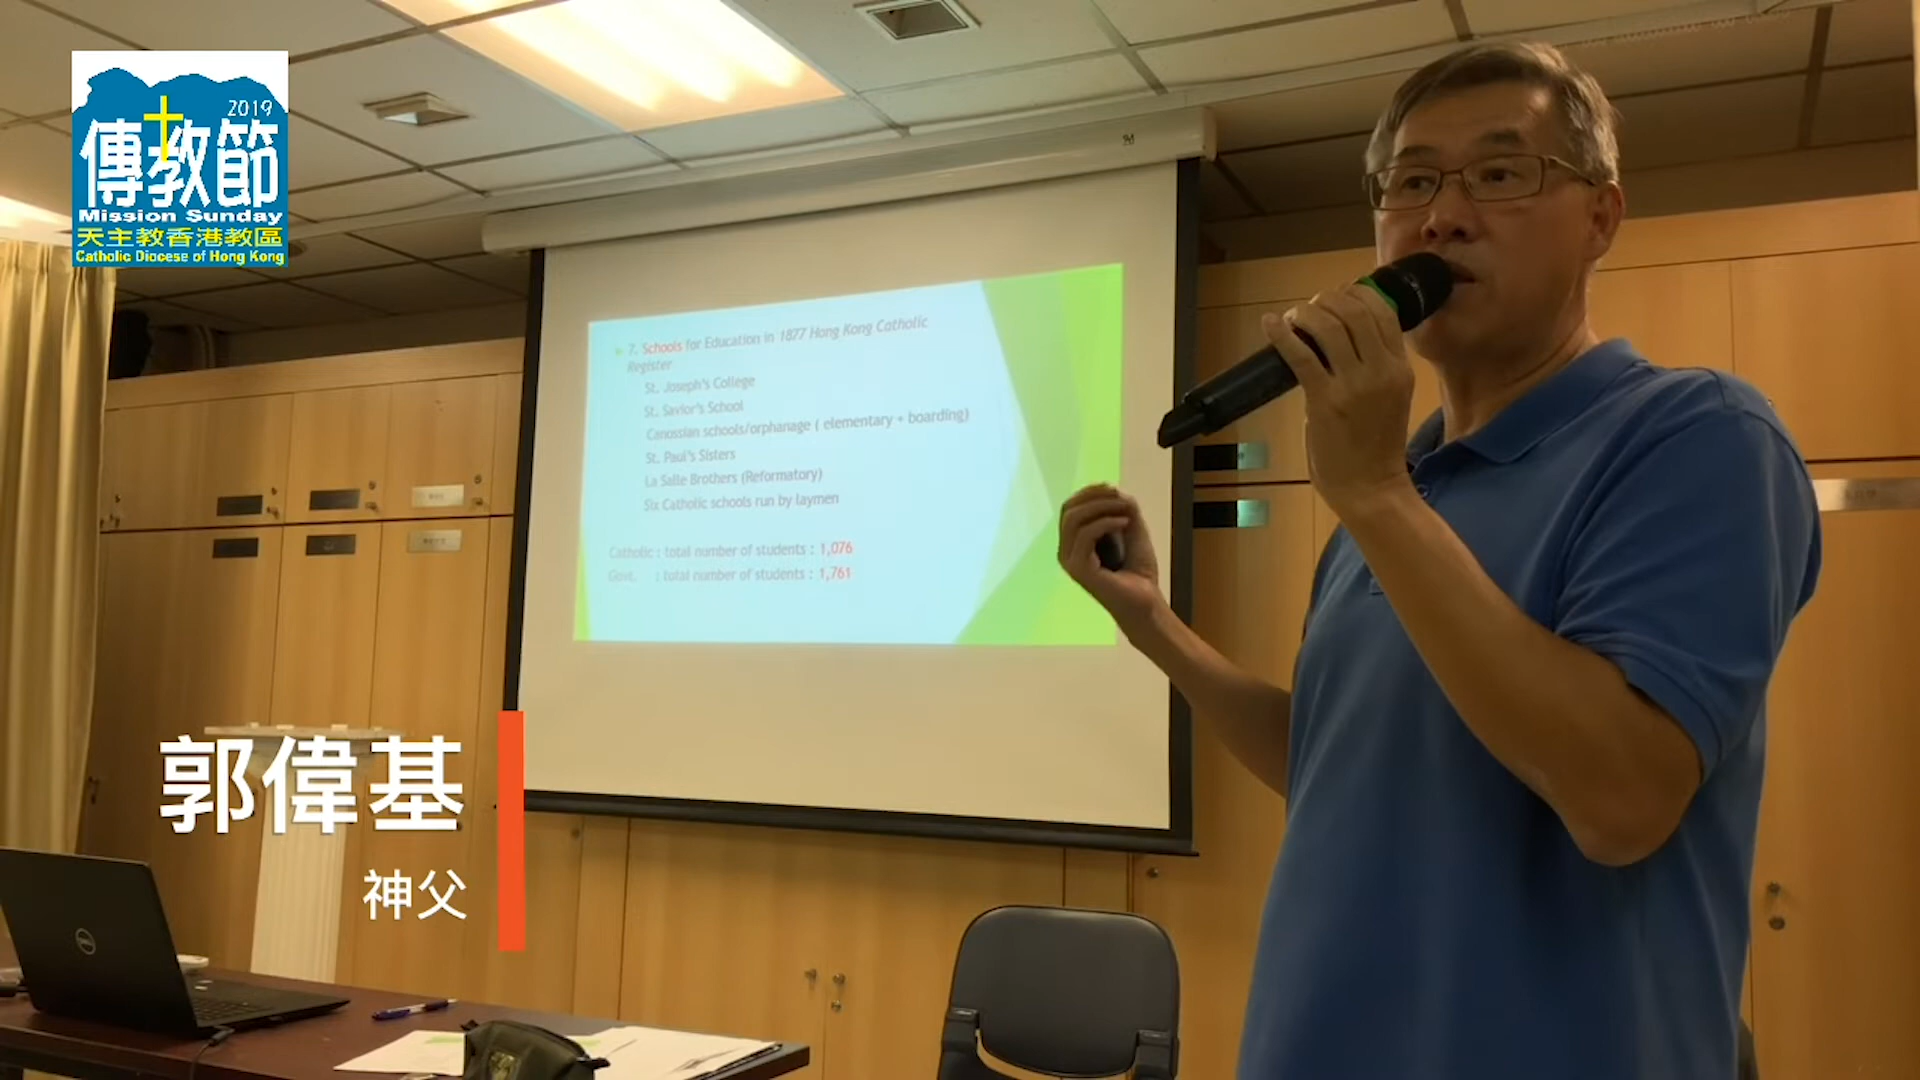 2019
傳教節
Mission Sunday
天主教香港教區
Catholic Diocese of Hong Kong
7. Schools for Education in 1877 Hong Kong Catholic
Register
St. Joseph's College
St. Savior's School
Canossian schools/orphanage ( elementary + boarding)
St. Paul's Sisters
La Salle Brothers (Reformatory)
Six Catholic schools run by laymen
Catholic : total number of students : 1,076
Govt. : total number of students : 1,761
郭偉基
神父
DELL